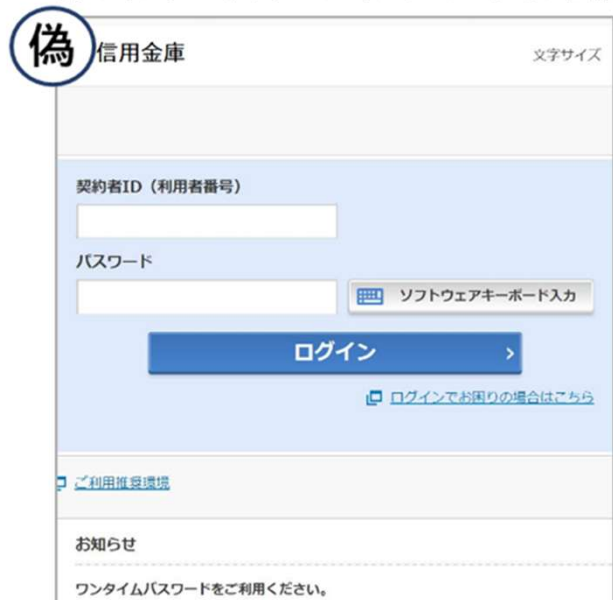 偽
信用金庫
文字サイズ
契約者ID（利用者番号）
パスワード
ソフトウェアキーボード入力
ログイン
ログインでお困りの場合はこちら
ご利用推奨環境
お知らせ
ワンタイムパスワードをご利用ください。